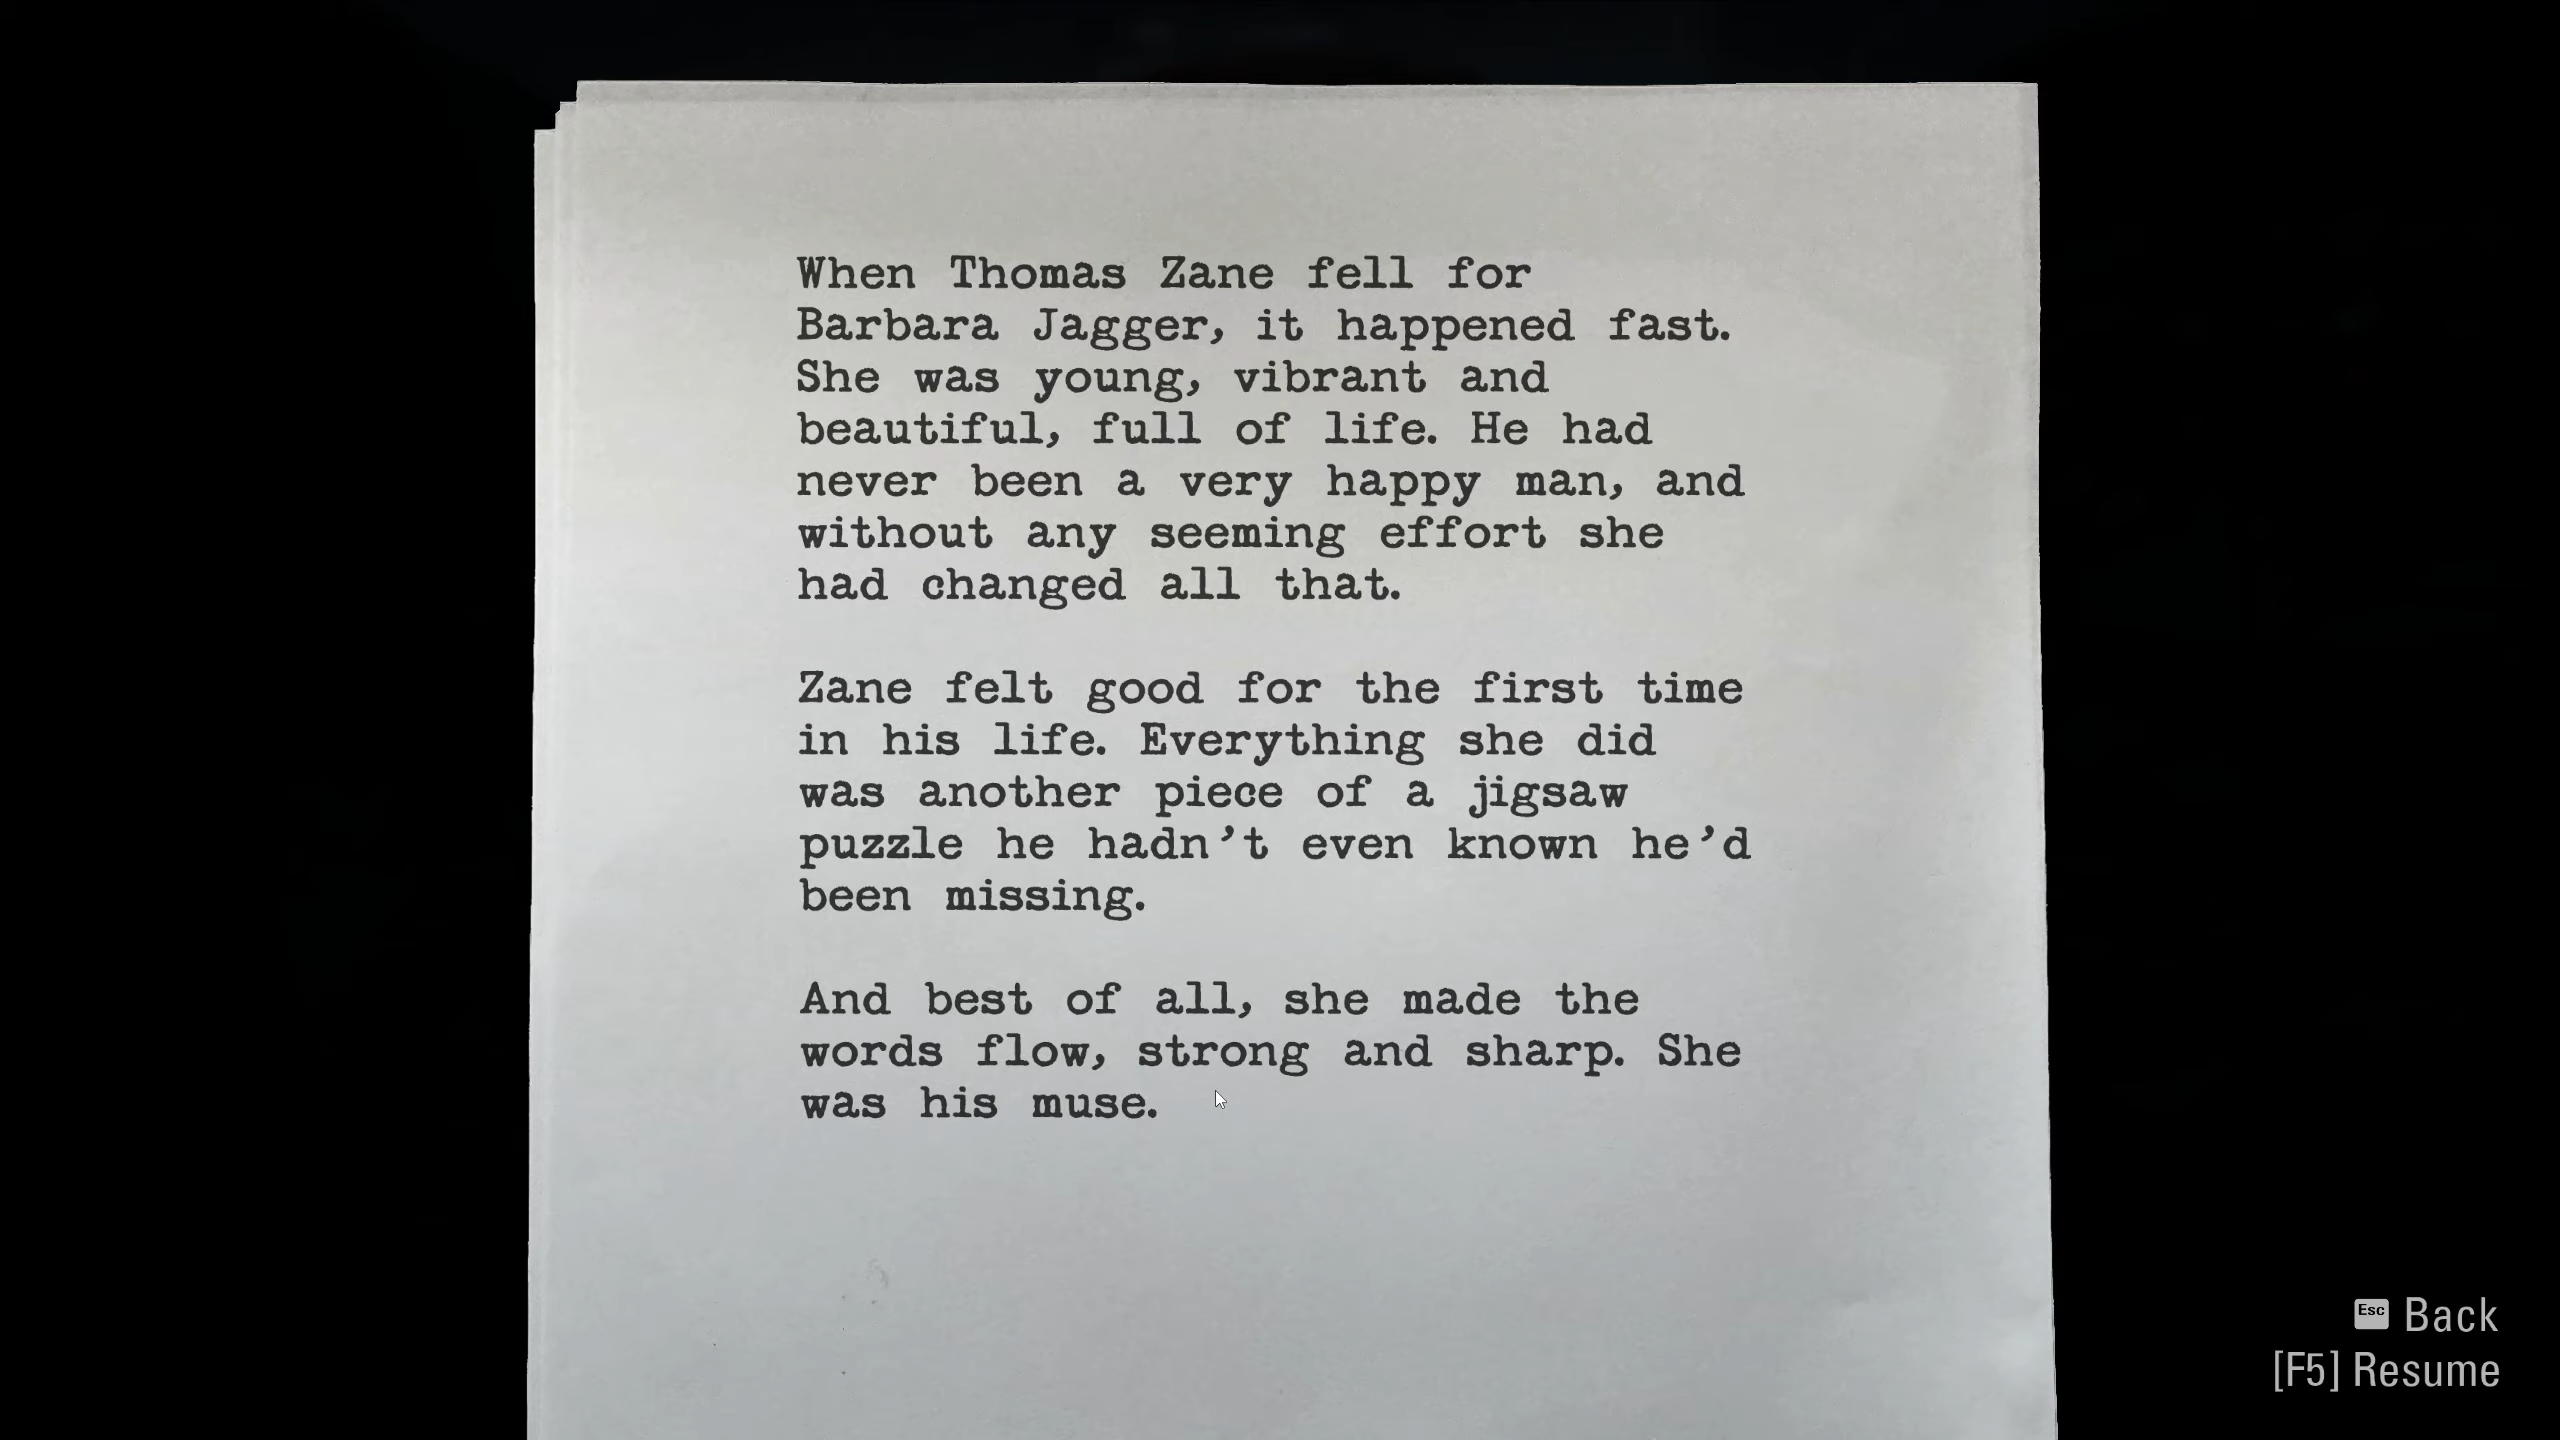 When Thomas Zane fell for
Barbara Jagger, it happened fast.
She was young, vibrant and
beautiful, full of life. He had
never been a very happy man, and
without any seeming effort she
had changed all that.
Zane felt good for the first time
in his life. Everything she did
was another piece of a jigsaw
puzzle he hadn’t even known he’d
been missing.
And best of all, she made the
words flow, strong and sharp. She
was his muse.
Esc Back
[F5] Resume